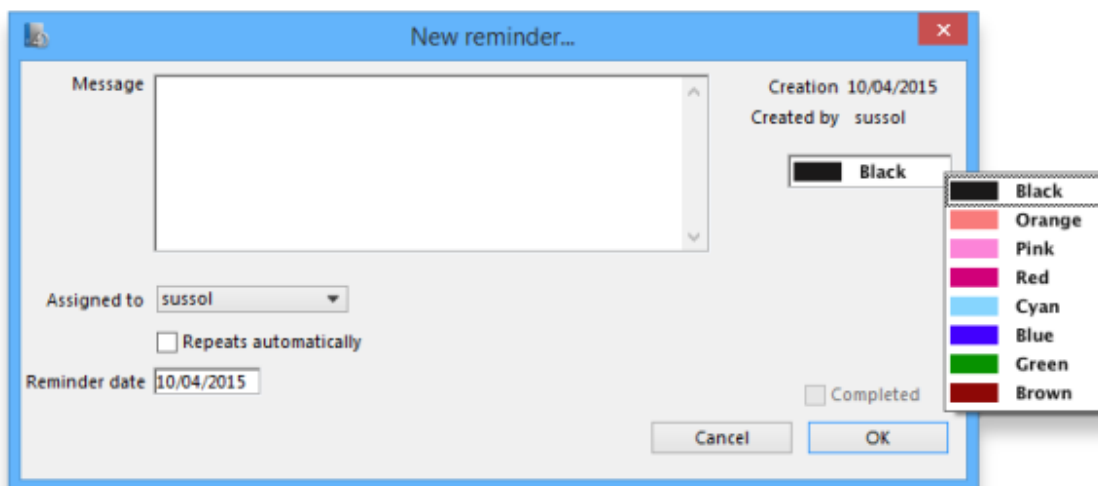 New reminder...
Message
Creation 10/04/2015
Created by sussol
Black
Black
Orange
Pink
Red
Cyan
Blue
Green
Brown
Assigned to sussol
Repeats automatically
Reminder date 10/04/2015
Completed
Cancel OK